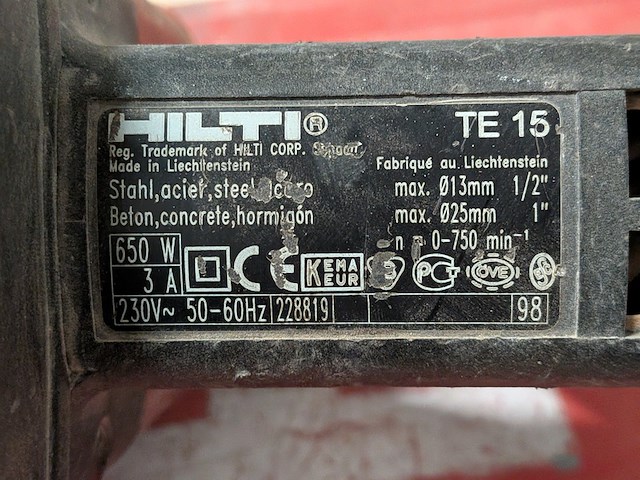 HILTI® TE 15
Reg. Trademark of HILTI CORP.
Made in Liechtenstein Fabriqué au Liechtenstein
Stahl,acier,steel, max. Ø13mm 1/2"
Beton,concrete,hormigón max. Ø25mm 1"
n = 0-750 min⁻¹
650 W
3 A CE KEMA KEUR PCT ÖVE
230V~ 50-60Hz 228819 98